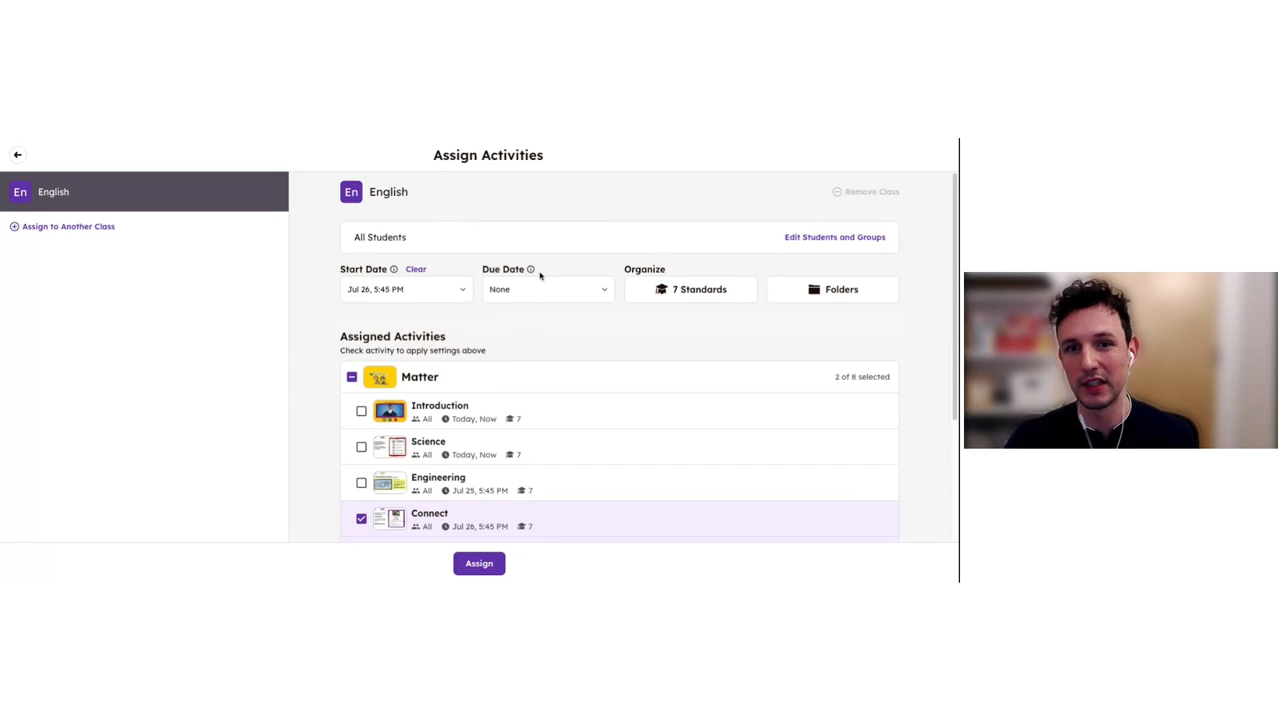 Assign Activities
En English
Assign to Another Class
En English
Remove Class
All Students
Edit Students and Groups
Start Date Clear
Due Date
Organize
Jul 26, 5:45 PM
None
7 Standards
Folders
Assigned Activities
Check activity to apply settings above
Matter
2 of 8 selected
Introduction
All Today, Now 7
Science
All Today, Now 7
Engineering
All Jul 25, 5:45 PM 7
Connect
All Jul 26, 5:45 PM 7
Assign